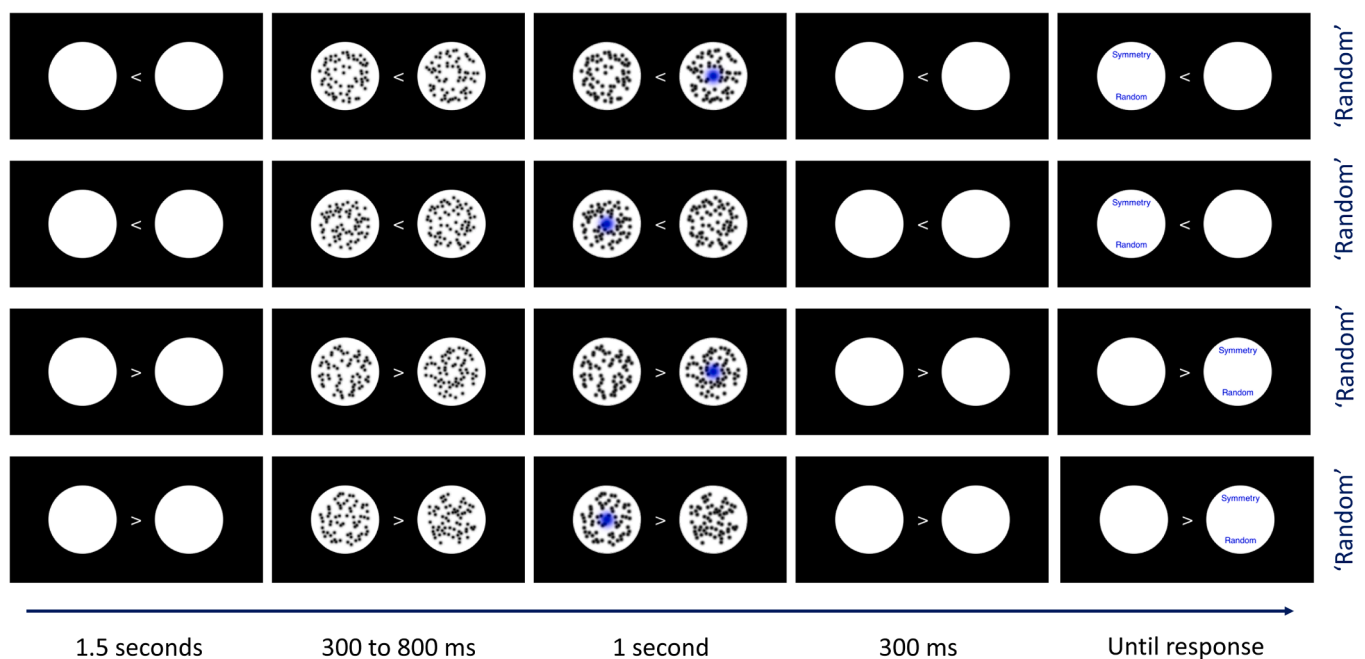 < < < < Symmetry < Random 'Random'
< < < < Symmetry < Random 'Random'
> > > > Symmetry Random 'Random'
> > > > Symmetry Random 'Random'
1.5 seconds 300 to 800 ms 1 second 300 ms Until response